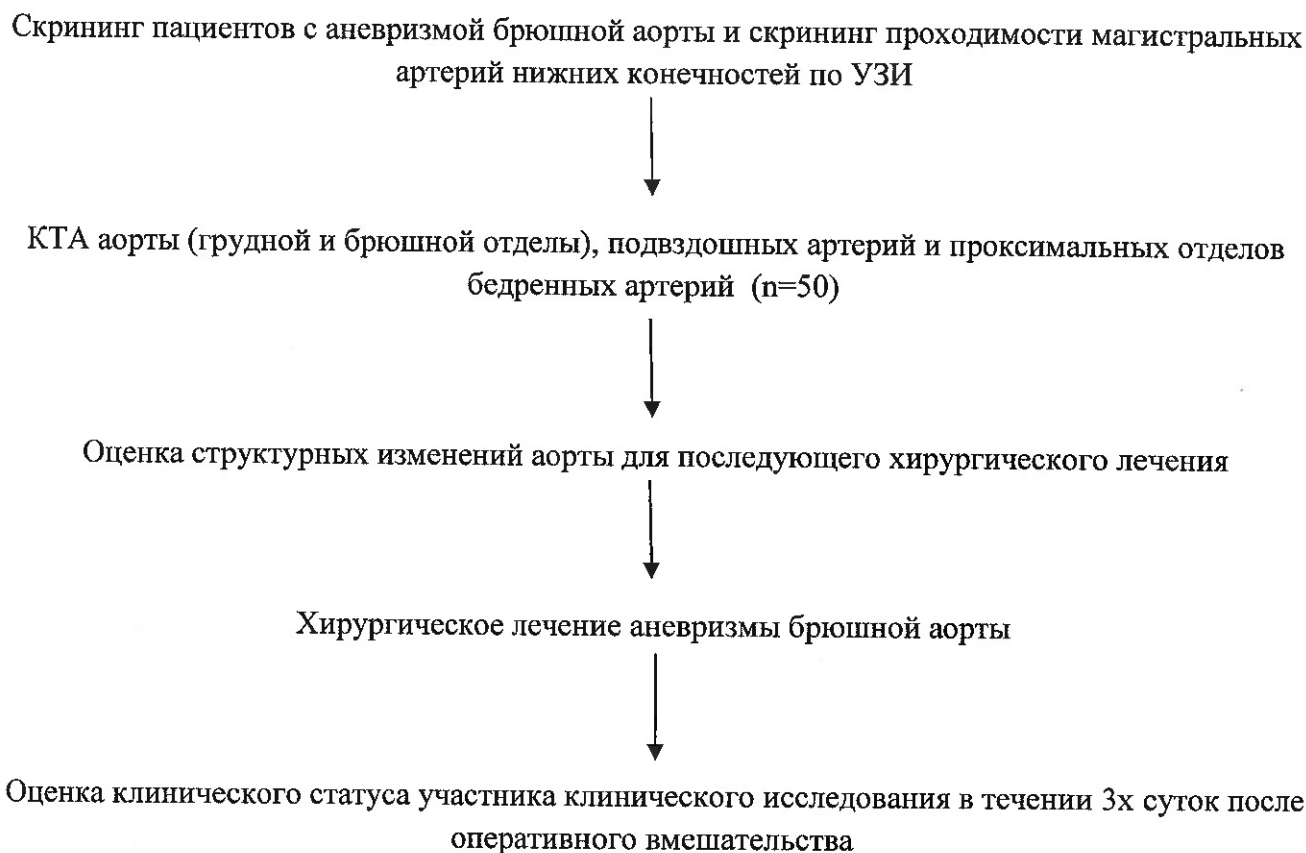 Скрининг пациентов с аневризмой брюшной аорты и скрининг проходимости магистральных
артерий нижних конечностей по УЗИ
КТА аорты (грудной и брюшной отделы), подвздошных артерий и проксимальных отделов
бедренных артерий (n=50)
Оценка структурных изменений аорты для последующего хирургического лечения
Хирургическое лечение аневризмы брюшной аорты
Оценка клинического статуса участника клинического исследования в течении 3х суток после
оперативного вмешательства